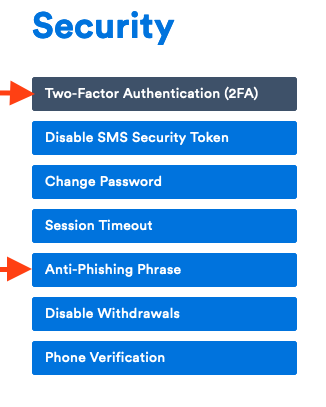 Security
Two-Factor Authentication (2FA)
Disable SMS Security Token
Change Password
Session Timeout
Anti-Phishing Phrase
Disable Withdrawals
Phone Verification